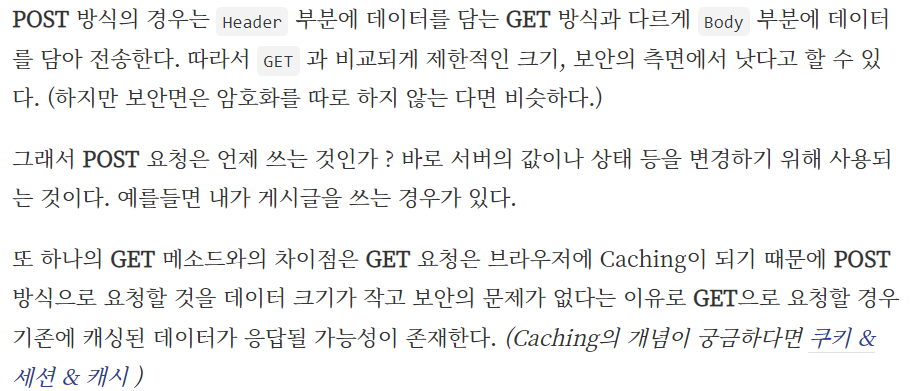 POST 방식의 경우는 Header 부분에 데이터를 담는 GET 방식과 다르게 Body 부분에 데이터
를 담아 전송한다. 따라서 GET 과 비교되게 제한적인 크기, 보안의 측면에서 낫다고 할 수 있
다. (하지만 보안면은 암호화를 따로 하지 않는 다면 비슷하다.)
그래서 POST 요청은 언제 쓰는 것인가 ? 바로 서버의 값이나 상태 등을 변경하기 위해 사용되
는 것이다. 예를들면 내가 게시글을 쓰는 경우가 있다.
또 하나의 GET 메소드와의 차이점은 GET 요청은 브라우저에 Caching이 되기 때문에 POST
방식으로 요청할 것을 데이터 크기가 작고 보안의 문제가 없다는 이유로 GET으로 요청할 경우
기존에 캐싱된 데이터가 응답될 가능성이 존재한다. (Caching의 개념이 궁금하다면 쿠키 &
세션 & 캐시 )